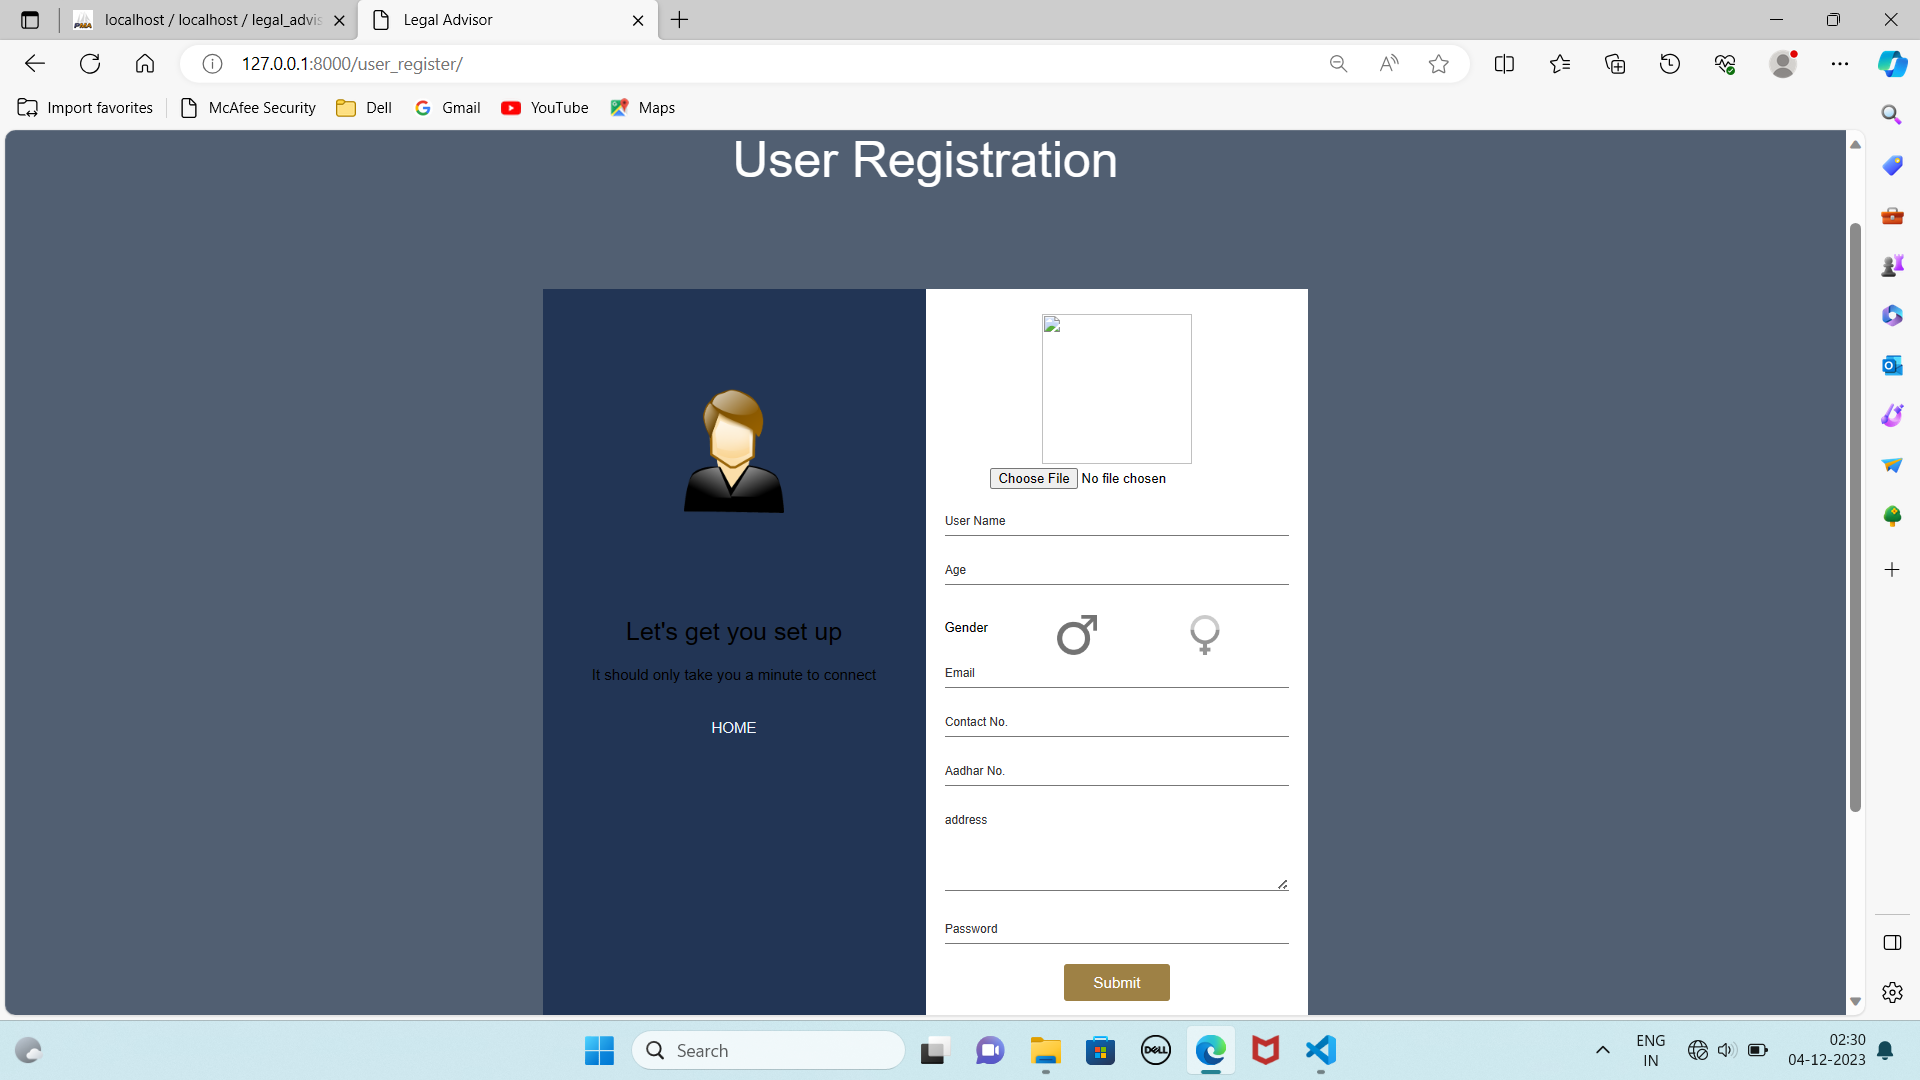 localhost / localhost / legal_advis
Legal Advisor
127.0.0.1:8000/user_register/
Import favorites
McAfee Security
Dell
Gmail
YouTube
Maps
User Registration
Let's get you set up
It should only take you a minute to connect
HOME
Choose File No file chosen
User Name
Age
Gender
Email
Contact No.
Aadhar No.
address
Password
Submit
Search
DELL
ENG
IN
02:30
04-12-2023